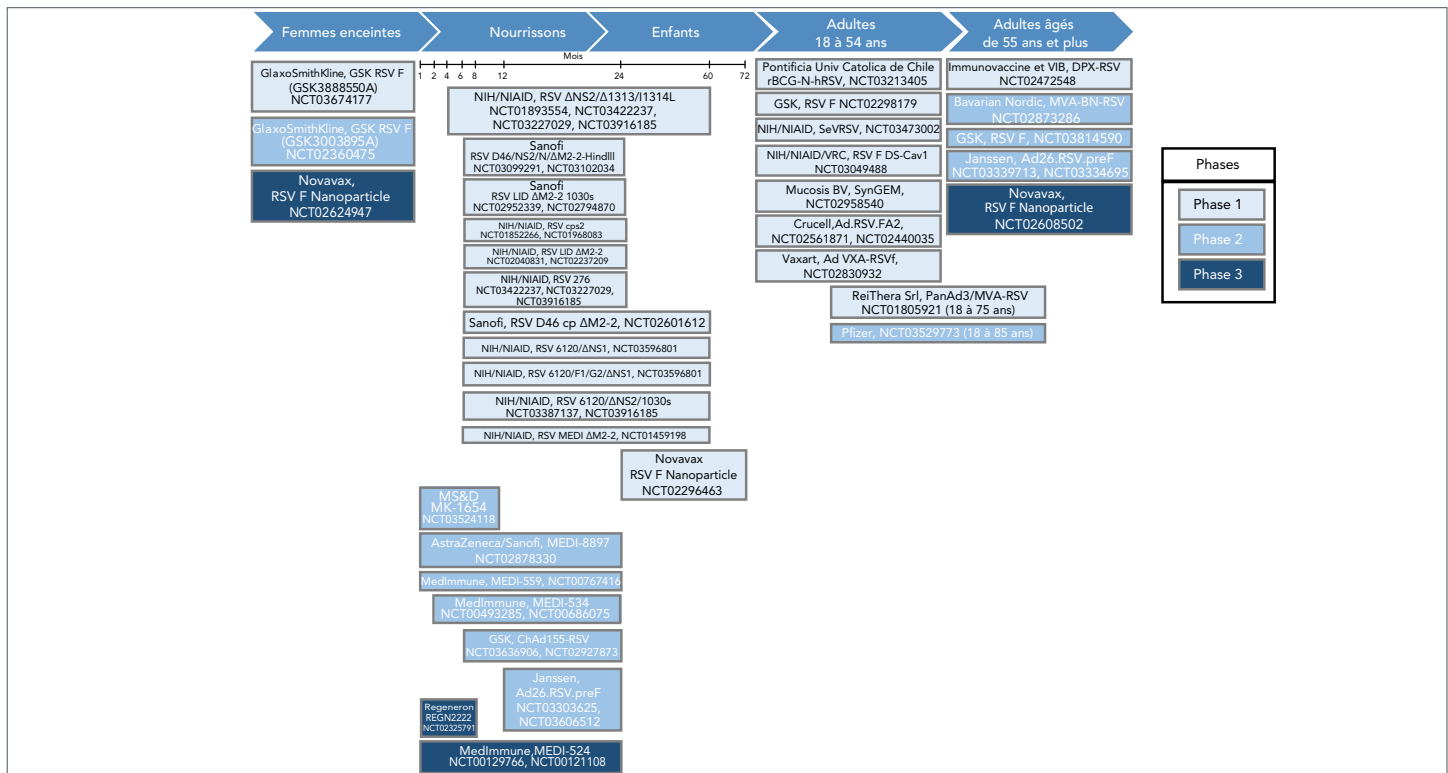 Femmes enceintes
Nourrissons
Enfants
Adultes
18 à 54 ans
Adultes âgés
de 55 ans et plus
Mois
1 2 4 6 8 12 24 60 72
GlaxoSmithKline, GSK RSV F
(GSK3888550A)
NCT03674177
GlaxoSmithKline, GSK RSV F
(GSK3003895A)
NCT02360475
Novavax,
RSV F Nanoparticle
NCT02624947
NIH/NIAID, RSV ΔNS2/Δ1313/I1314L
NCT01893554, NCT03422237,
NCT03227029, NCT03916185
Sanofi
RSV D46/NS2/N/ΔM2-2-HindIII
NCT03099291, NCT03102034
Sanofi
RSV LID ΔM2-2 1030s
NCT02952339, NCT02794870
NIH/NIAID, RSV cps2
NCT01852266, NCT01968083
NIH/NIAID, RSV LID ΔM2-2
NCT02040831, NCT02237209
NIH/NIAID, RSV 276
NCT03422237, NCT03227029,
NCT03916185
Sanofi, RSV D46 cp ΔM2-2, NCT02601612
NIH/NIAID, RSV 6120/ΔNS1, NCT03596801
NIH/NIAID, RSV 6120/F1/G2/ΔNS1, NCT03596801
NIH/NIAID, RSV 6120/ΔNS2/1030s
NCT03387137, NCT03916185
NIH/NIAID, RSV MEDI ΔM2-2, NCT01459198
Novavax
RSV F Nanoparticle
NCT02296463
MS&D
MK-1654
NCT03524118
AstraZeneca/Sanofi, MEDI-8897
NCT02878330
MedImmune, MEDI-559, NCT00767416
MedImmune, MEDI-534
NCT00493285, NCT00686075
GSK, ChAd155-RSV
NCT03636906, NCT02927873
Janssen,
Ad26.RSV.preF
NCT03303625,
NCT03606512
Regeneron
REGN2222
NCT02325791
MedImmune,MEDI-524
NCT00129766, NCT00121108
Pontificia Univ Catolica de Chile
rBCG-N-hRSV, NCT03213405
GSK, RSV F NCT02298179
NIH/NIAID, SeVRSV, NCT03473002
NIH/NIAID/VRC, RSV F DS-Cav1
NCT03049488
Mucosis BV, SynGEM,
NCT02958540
Crucell,Ad.RSV.FA2,
NCT02561871, NCT02440035
Vaxart, Ad VXA-RSVf,
NCT02830932
ReiThera Srl, PanAd3/MVA-RSV
NCT01805921 (18 à 75 ans)
Pfizer, NCT03529773 (18 à 85 ans)
Immunovaccine et VIB, DPX-RSV
NCT02472548
Bavarian Nordic, MVA-BN-RSV
NCT02873286
GSK, RSV F, NCT03814590
Janssen, Ad26.RSV.preF
NCT03339713, NCT03334695
Novavax,
RSV F Nanoparticle
NCT02608502
Phases
Phase 1
Phase 2
Phase 3